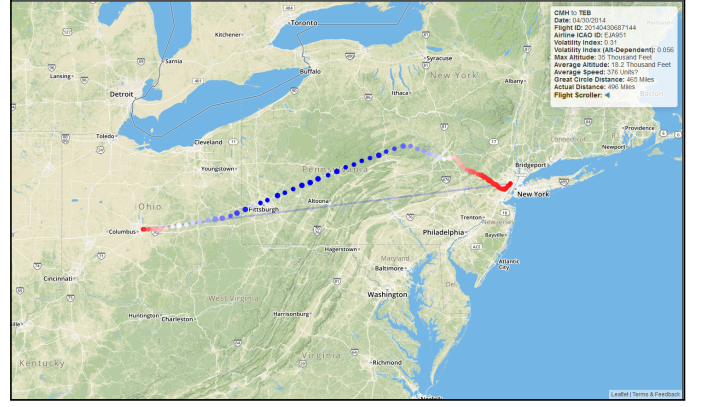 CMH to TEB
Date: 04/30/2014
Flight ID: 20140430687144
Airline ICAO ID: EJA951
Volatility Index: 0.31
Volatility Index (Alt-Dependent): 0.056
Max Altitude: 35 Thousand Feet
Average Altitude: 18.2 Thousand Feet
Average Speed: 376 Units?
Great Circle Distance: 465 Miles
Actual Distance: 496 Miles
Flight Scroller:
Toronto
Kitchener
Sarnia
Lansing
Buffalo
Syracuse
New York
Albany
Detroit
Ithaca
Boston
Providence
Toledo
Cleveland
Connecticut
Newport
Bridgeport
Youngstown
Pennsylvania
Altoona
New York
Ohio
Pittsburgh
Trenton
New Jersey
Columbus
Philadelphia
Bayville
Hagerstown
Maryland
Atlantic
City
Baltimore
Cincinnati
Del
Washington
West Virginia
Huntington
Charleston
Harrisonburg
Virginia
Kentucky
Richmond
Leaflet | Terms & Feedback